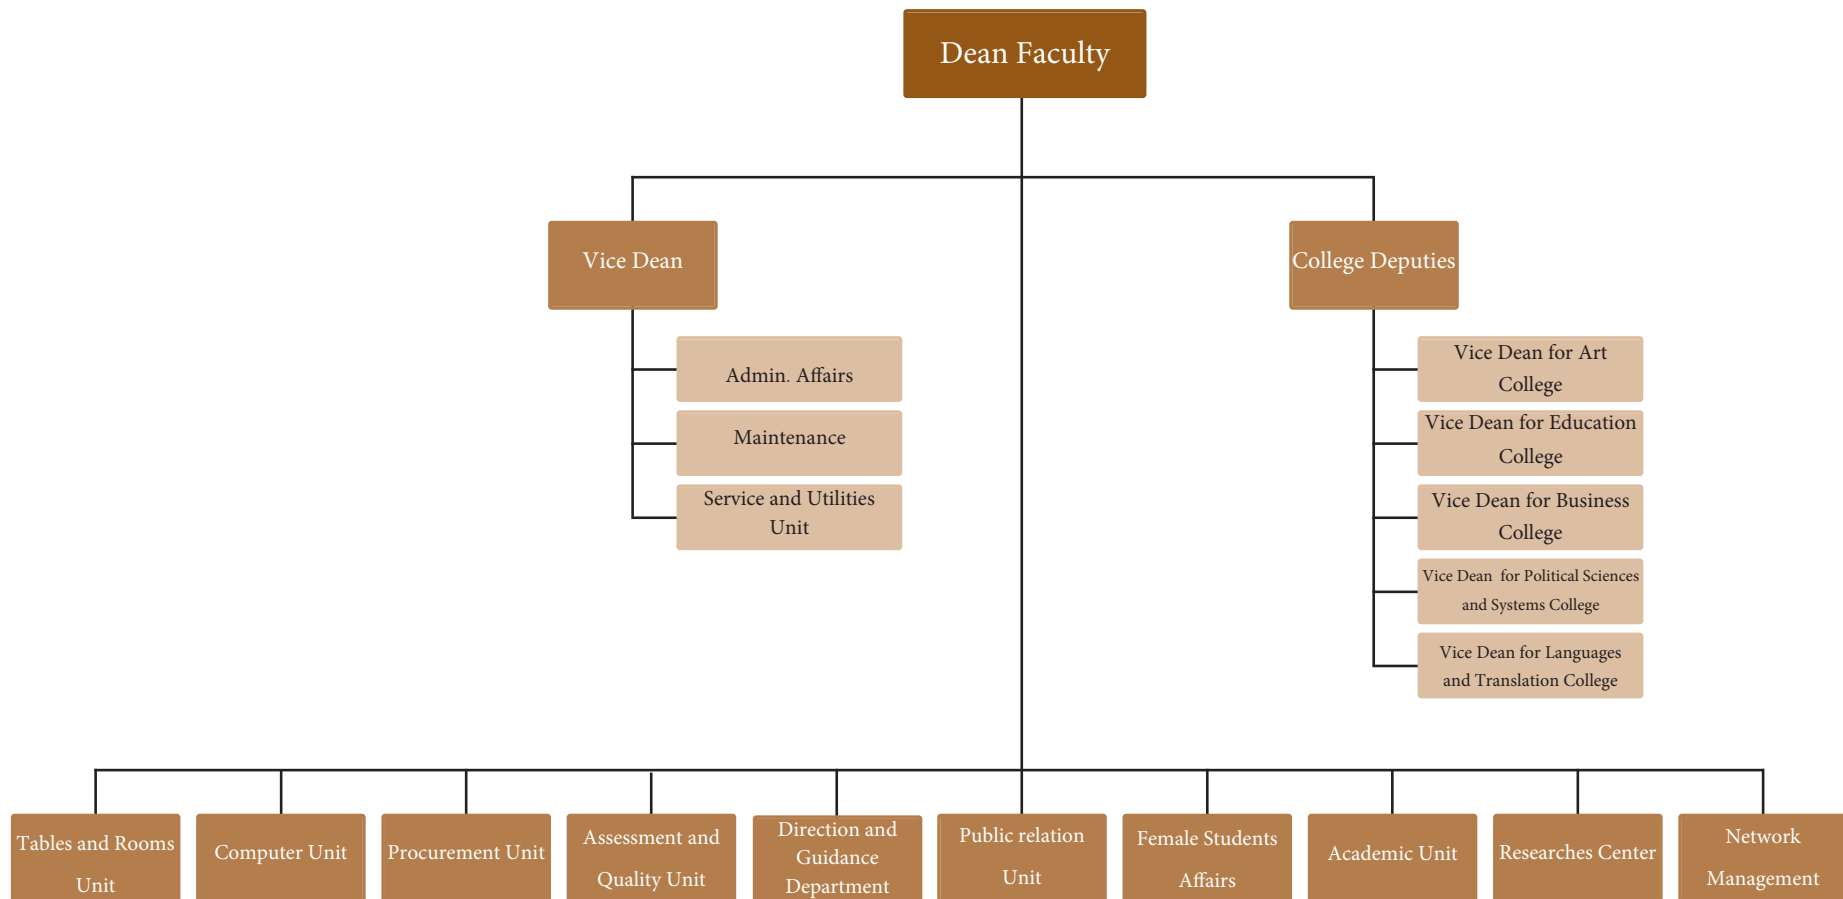 Dean Faculty
Vice Dean
College Deputies
Admin. Affairs
Maintenance
Service and Utilities
Unit
Vice Dean for Art
College
Vice Dean for Education
College
Vice Dean for Business
College
Vice Dean for Political Sciences
and Systems College
Vice Dean for Languages
and Translation College
Tables and Rooms
Unit
Computer Unit
Procurement Unit
Assessment and
Quality Unit
Direction and
Guidance
Department
Public relation
Unit
Female Students
Affairs
Academic Unit
Researches Center
Network
Management